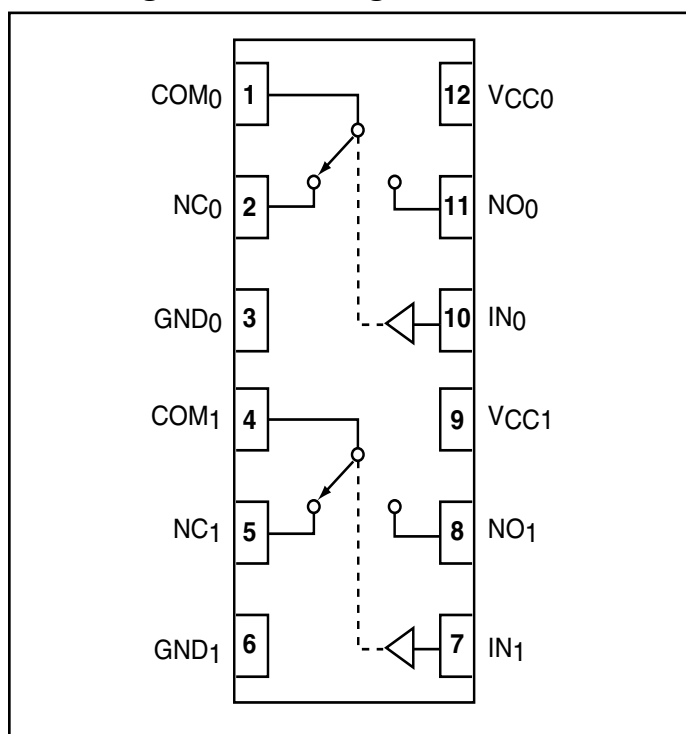 COM0 1 12 VCC0
NC0 2 11 NO0
GND0 3 10 IN0
COM1 4 9 VCC1
NC1 5 8 NO1
GND1 6 7 IN1